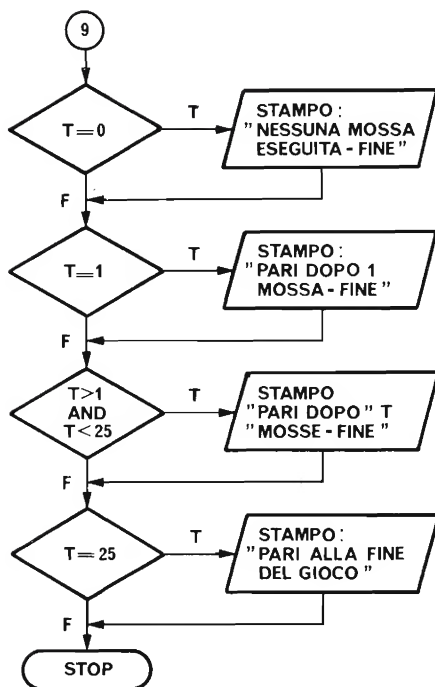 9
T=0
T
STAMPO:
"NESSUNA MOSSA
ESEGUITA-FINE"
F
T=1
T
STAMPO:
"PARI DOPO 1
MOSSA-FINE"
F
T>1
AND
T<25
T
STAMPO
"PARI DOPO" T
"MOSSE-FINE"
F
T=25
T
STAMPO:
"PARI ALLA FINE
DEL GIOCO"
F
STOP